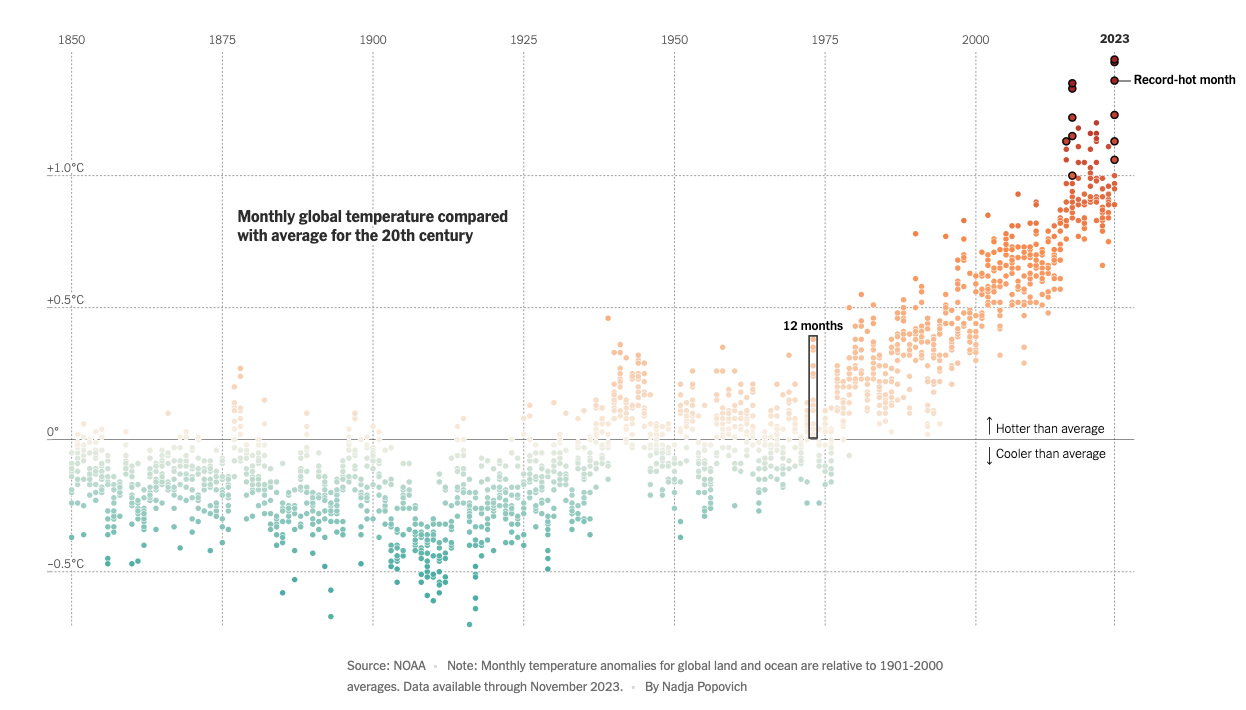 1850 1875 1900 1925 1950 1975 2000 2023
Record-hot month
+1.0°C
Monthly global temperature compared
with average for the 20th century
+0.5°C
12 months
0°
Hotter than average
Cooler than average
−0.5°C
Source: NOAA • Note: Monthly temperature anomalies for global land and ocean are relative to 1901-2000
averages. Data available through November 2023. • By Nadja Popovich